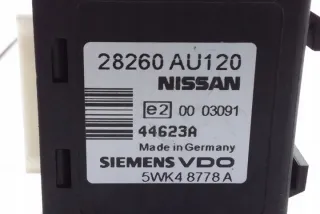 28260 AU120
NISSAN
e2 00 03091
44623A
Made in Germany
SIEMENS VDO
5WK4 8778 A